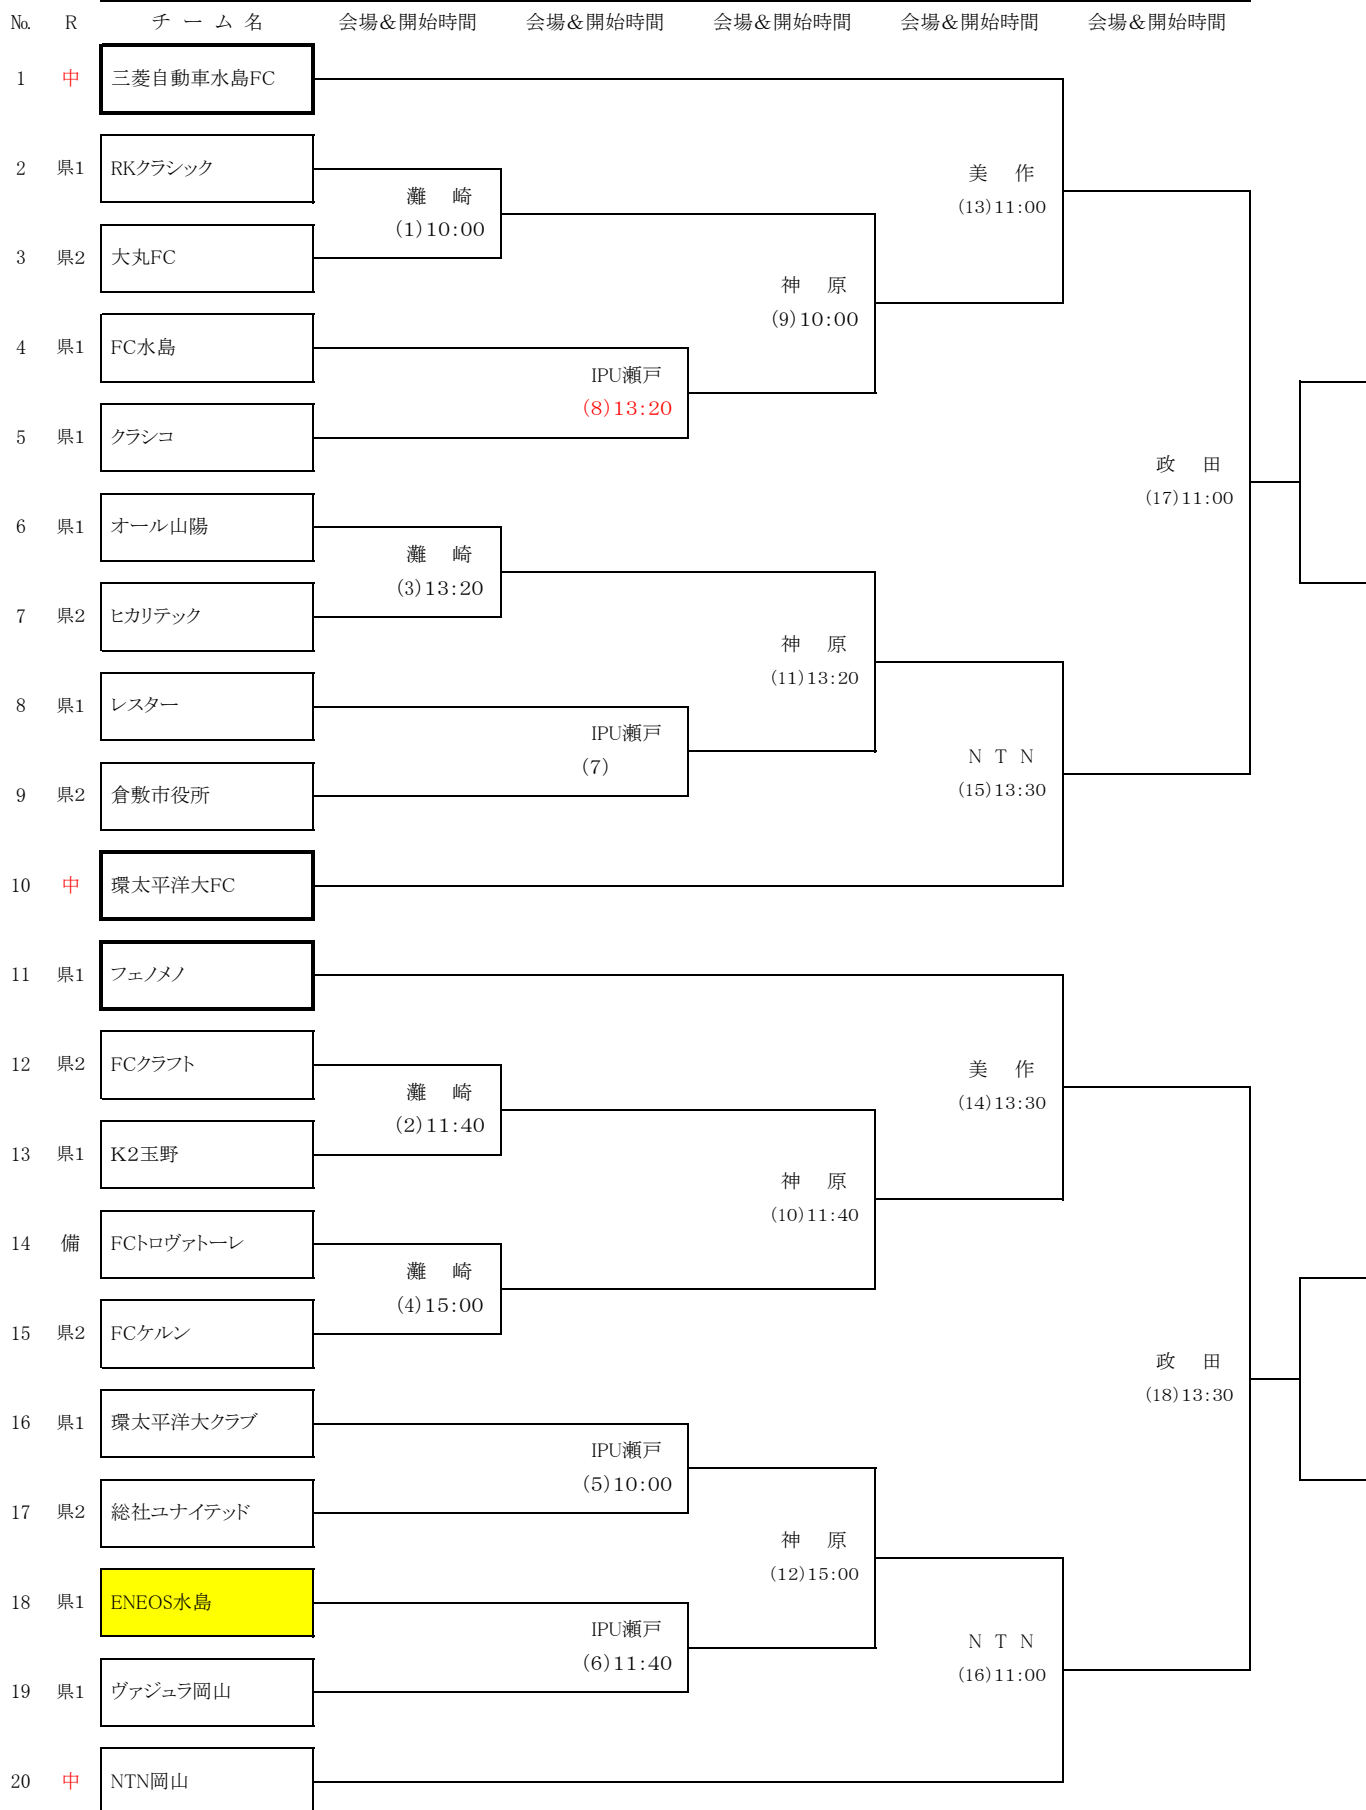 № R チ ー ム 名 会場&開始時間 会場&開始時間 会場&開始時間 会場&開始時間 会場&開始時間
1 中 三菱自動車水島FC
2 県1 RKクラシック
美 作
灘 崎
(13)11:00
(1)10:00
3 県2 大丸FC
神 原
(9)10:00
4 県1 FC水島
IPU瀬戸
(8)13:20
5 県1 クラシコ
政 田
(17)11:00
6 県1 オール山陽
灘 崎
(3)13:20
7 県2 ヒカリテック
神 原
(11)13:20
8 県1 レスター
IPU瀬戸
N T N
(7)
(15)13:30
9 県2 倉敷市役所
10 中 環太平洋大FC
11 県1 フェノメノ
12 県2 FCクラフト
美 作
灘 崎
(14)13:30
(2)11:40
13 県1 K2玉野
神 原
(10)11:40
14 備 FCトロヴァトーレ
灘 崎
(4)15:00
15 県2 FCケルン
政 田
(18)13:30
16 県1 環太平洋大クラブ
IPU瀬戸
(5)10:00
17 県2 総社ユナイテッド
神 原
(12)15:00
18 県1 ENEOS水島
IPU瀬戸
N T N
(6)11:40
(16)11:00
19 県1 ヴァジュラ岡山
20 中 NTN岡山